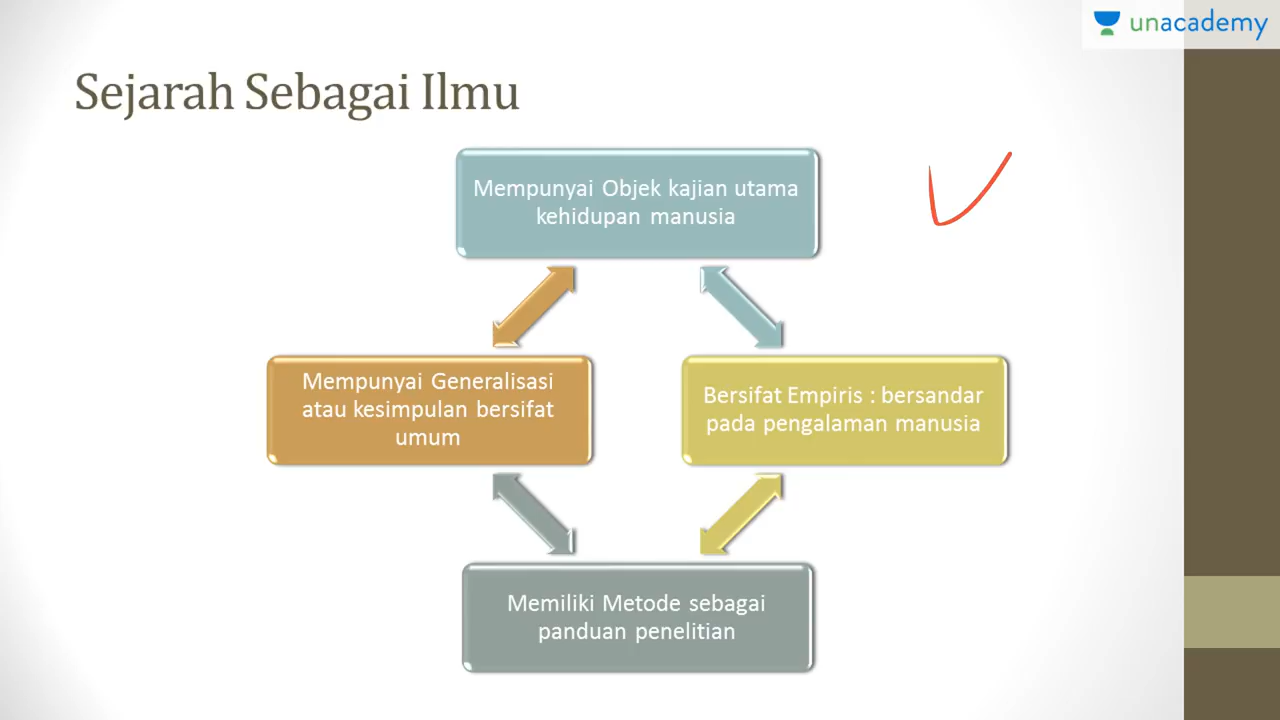 unacademy
Sejarah Sebagai Ilmu
Mempunyai Objek kajian utama
kehidupan manusia
Mempunyai Generalisasi
atau kesimpulan bersifat
umum
Bersifat Empiris : bersandar
pada pengalaman manusia
Memiliki Metode sebagai
panduan penelitian